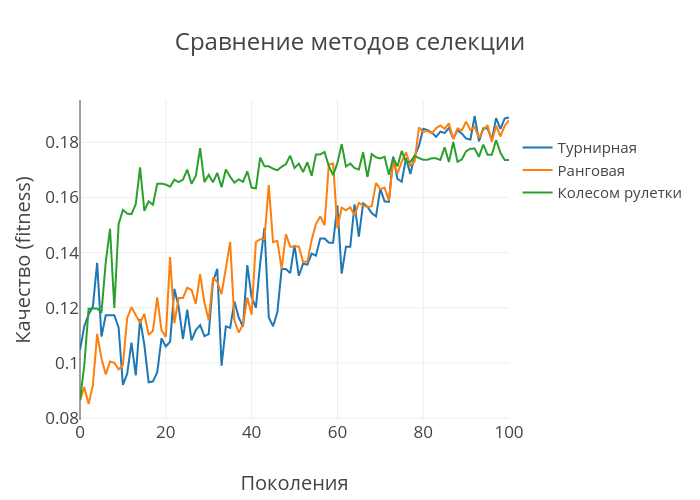 Сравнение методов селекции
Качество (fitness)
0.18
0.16
0.14
0.12
0.1
0.08
0
20
40
60
80
100
Поколения
Турнирная
Ранговая
Колесом рулетки